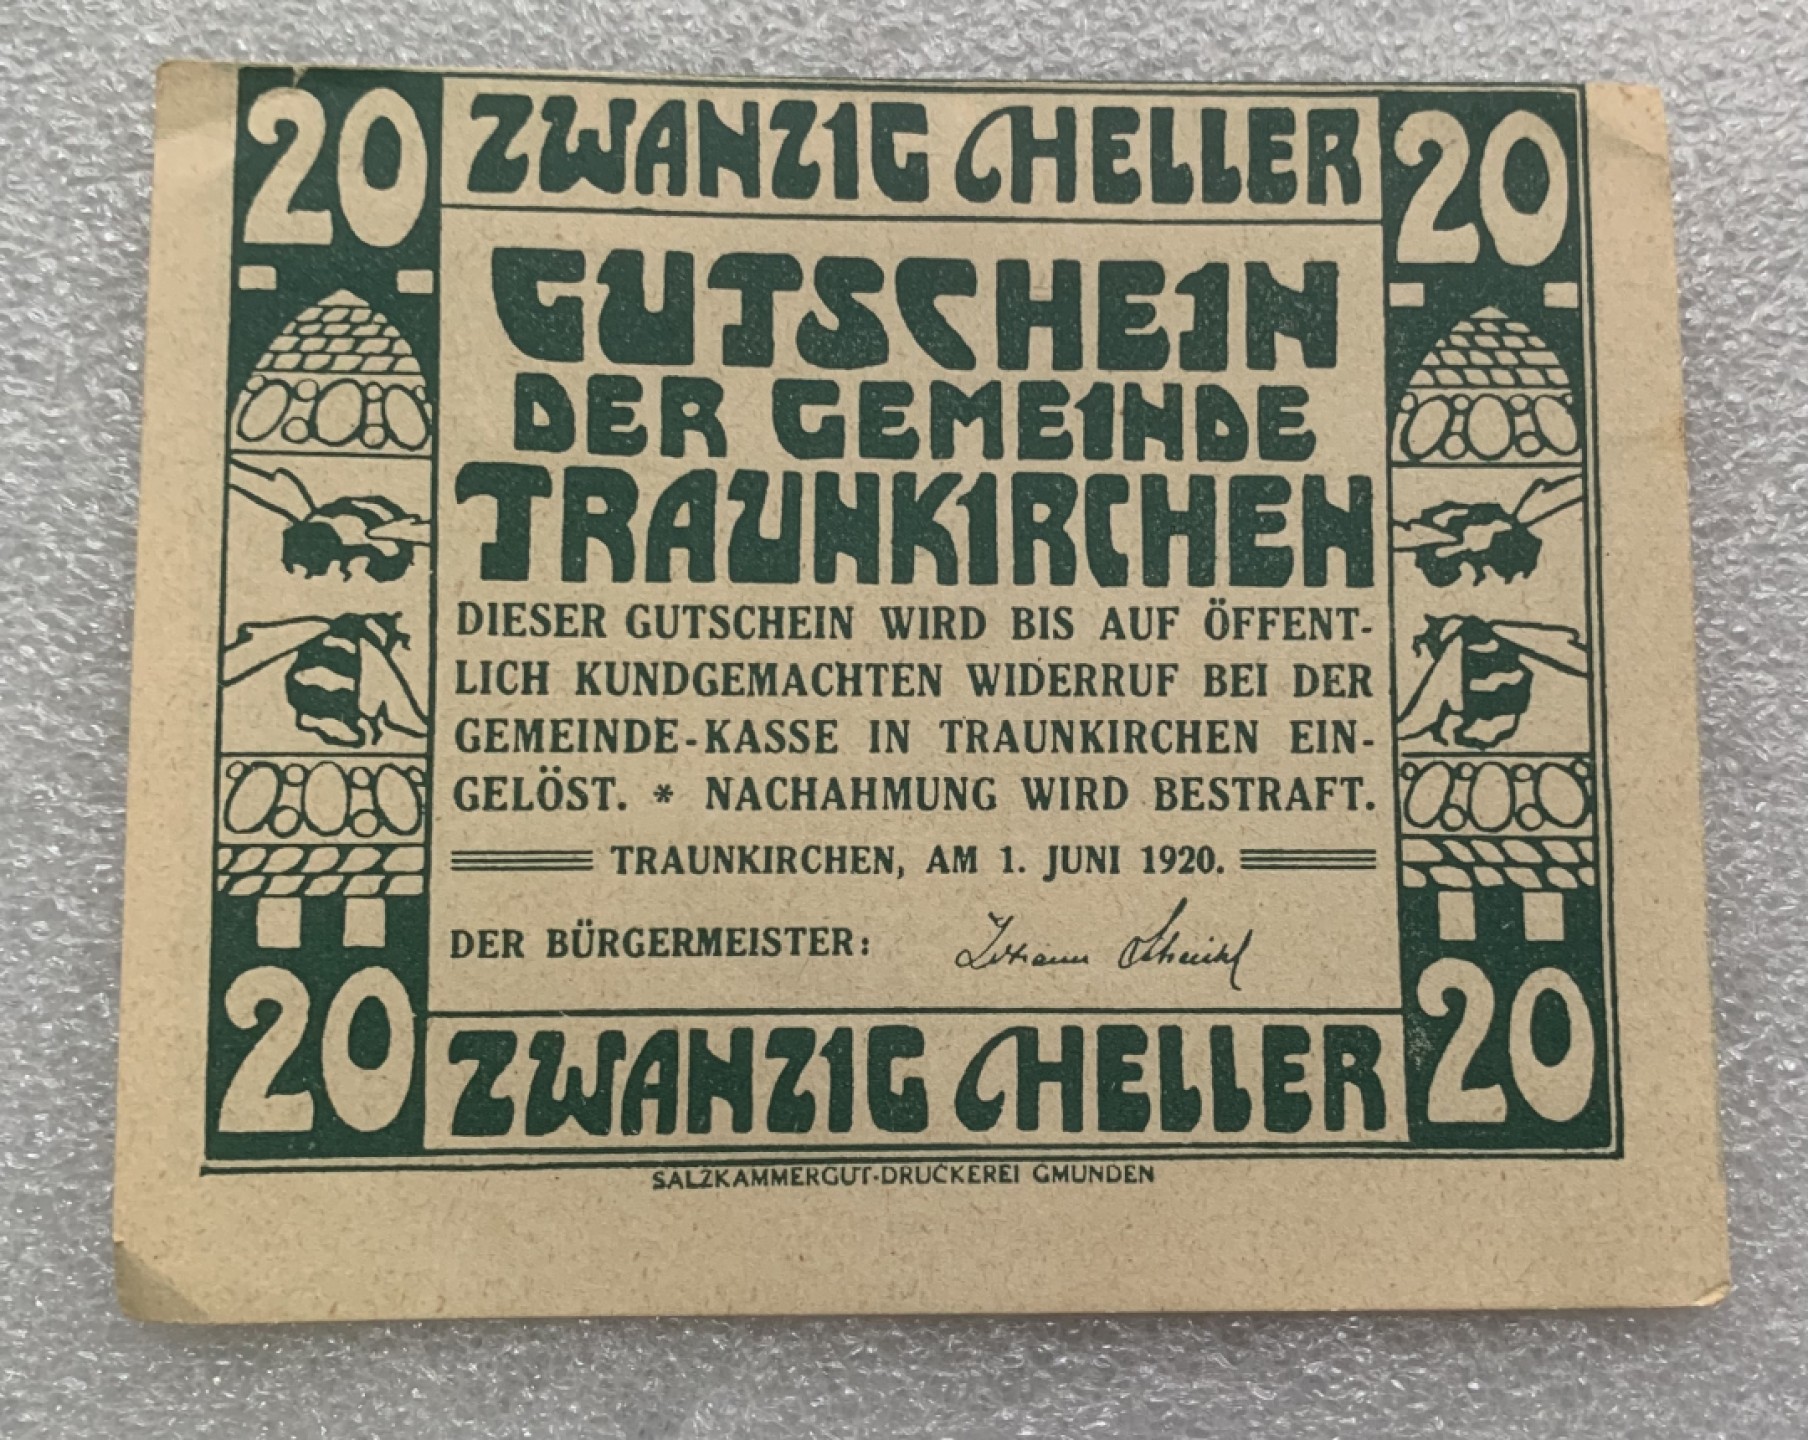 20 ZWANZIG HELLER 20
GUTSCHEIN
DER GEMEINDE
TRAUNKIRCHEN
DIESER GUTSCHEIN WIRD BIS AUF ÖFFENT-
LICH KUNDGEMACHTEN WIDERRUF BEI DER
GEMEINDE-KASSE IN TRAUNKIRCHEN EIN-
GELÖST. * NACHAHMUNG WIRD BESTRAFT.
TRAUNKIRCHEN, AM 1. JUNI 1920.
DER BÜRGERMEISTER: Johann
20 ZWANZIG HELLER 20
SALZKAMMERGUT-DRUCKEREI GMUNDEN